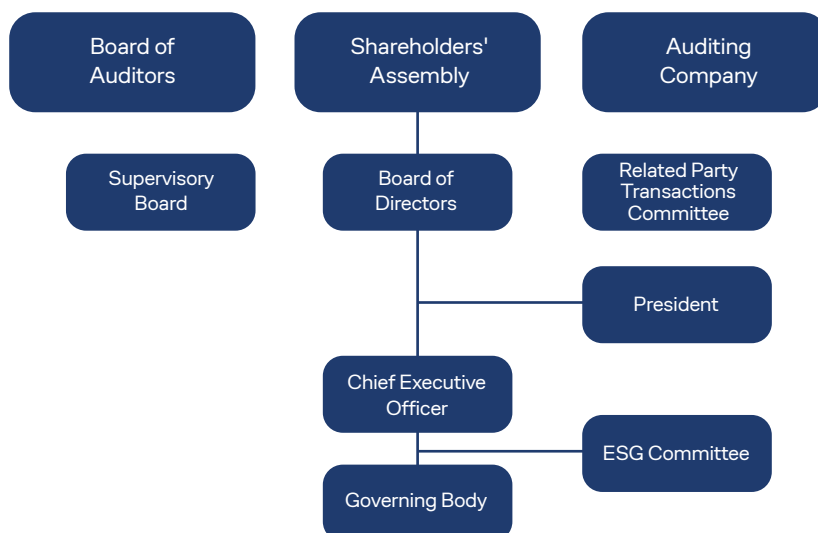 Board of
Auditors
Shareholders'
Assembly
Auditing
Company
Supervisory
Board
Board of
Directors
Related Party
Transactions
Committee
President
Chief Executive
Officer
ESG Committee
Governing Body